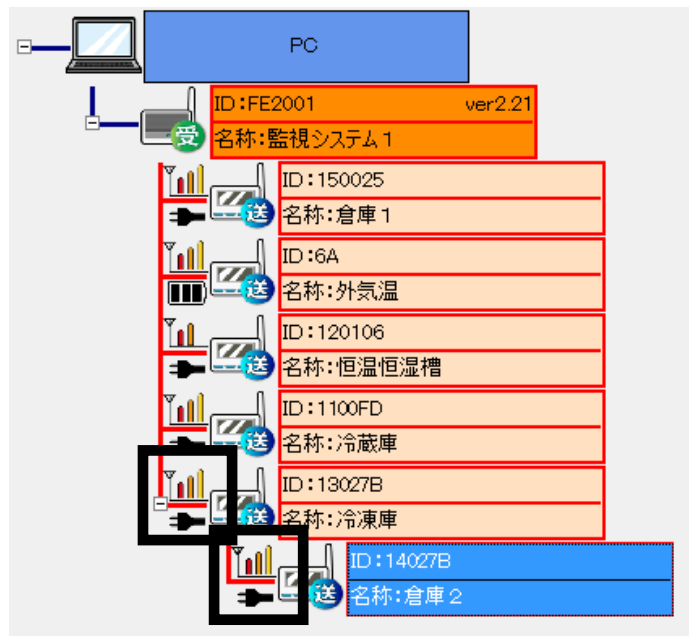 PC
ID:FE2001 ver2.21
名称:監視システム1
受
ID:150025
名称:倉庫1
送
ID:6A
名称:外気温
送
ID:120106
名称:恒温恒湿槽
送
ID:1100FD
名称:冷蔵庫
送
ID:13027B
名称:冷凍庫
送
ID:14027B
名称:倉庫2
送